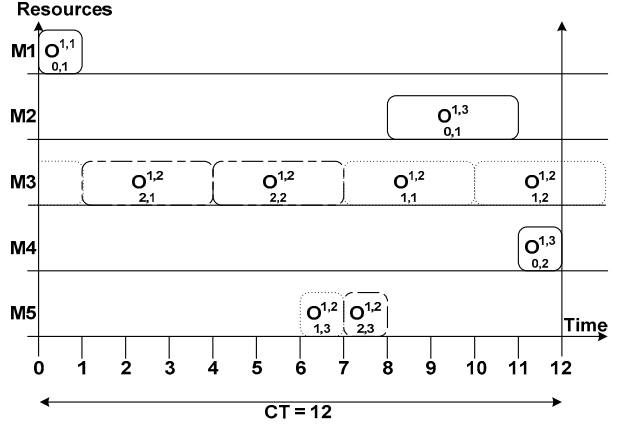 Resources
M1 O1,1 0,1
M2 O1,3 0,1
M3 O1,2 2,1 O1,2 2,2 O1,2 1,1 O1,2 1,2
M4 O1,3 0,2
M5 O1,2 1,3 O1,2 2,3
Time
0 1 2 3 4 5 6 7 8 9 10 11 12
CT = 12